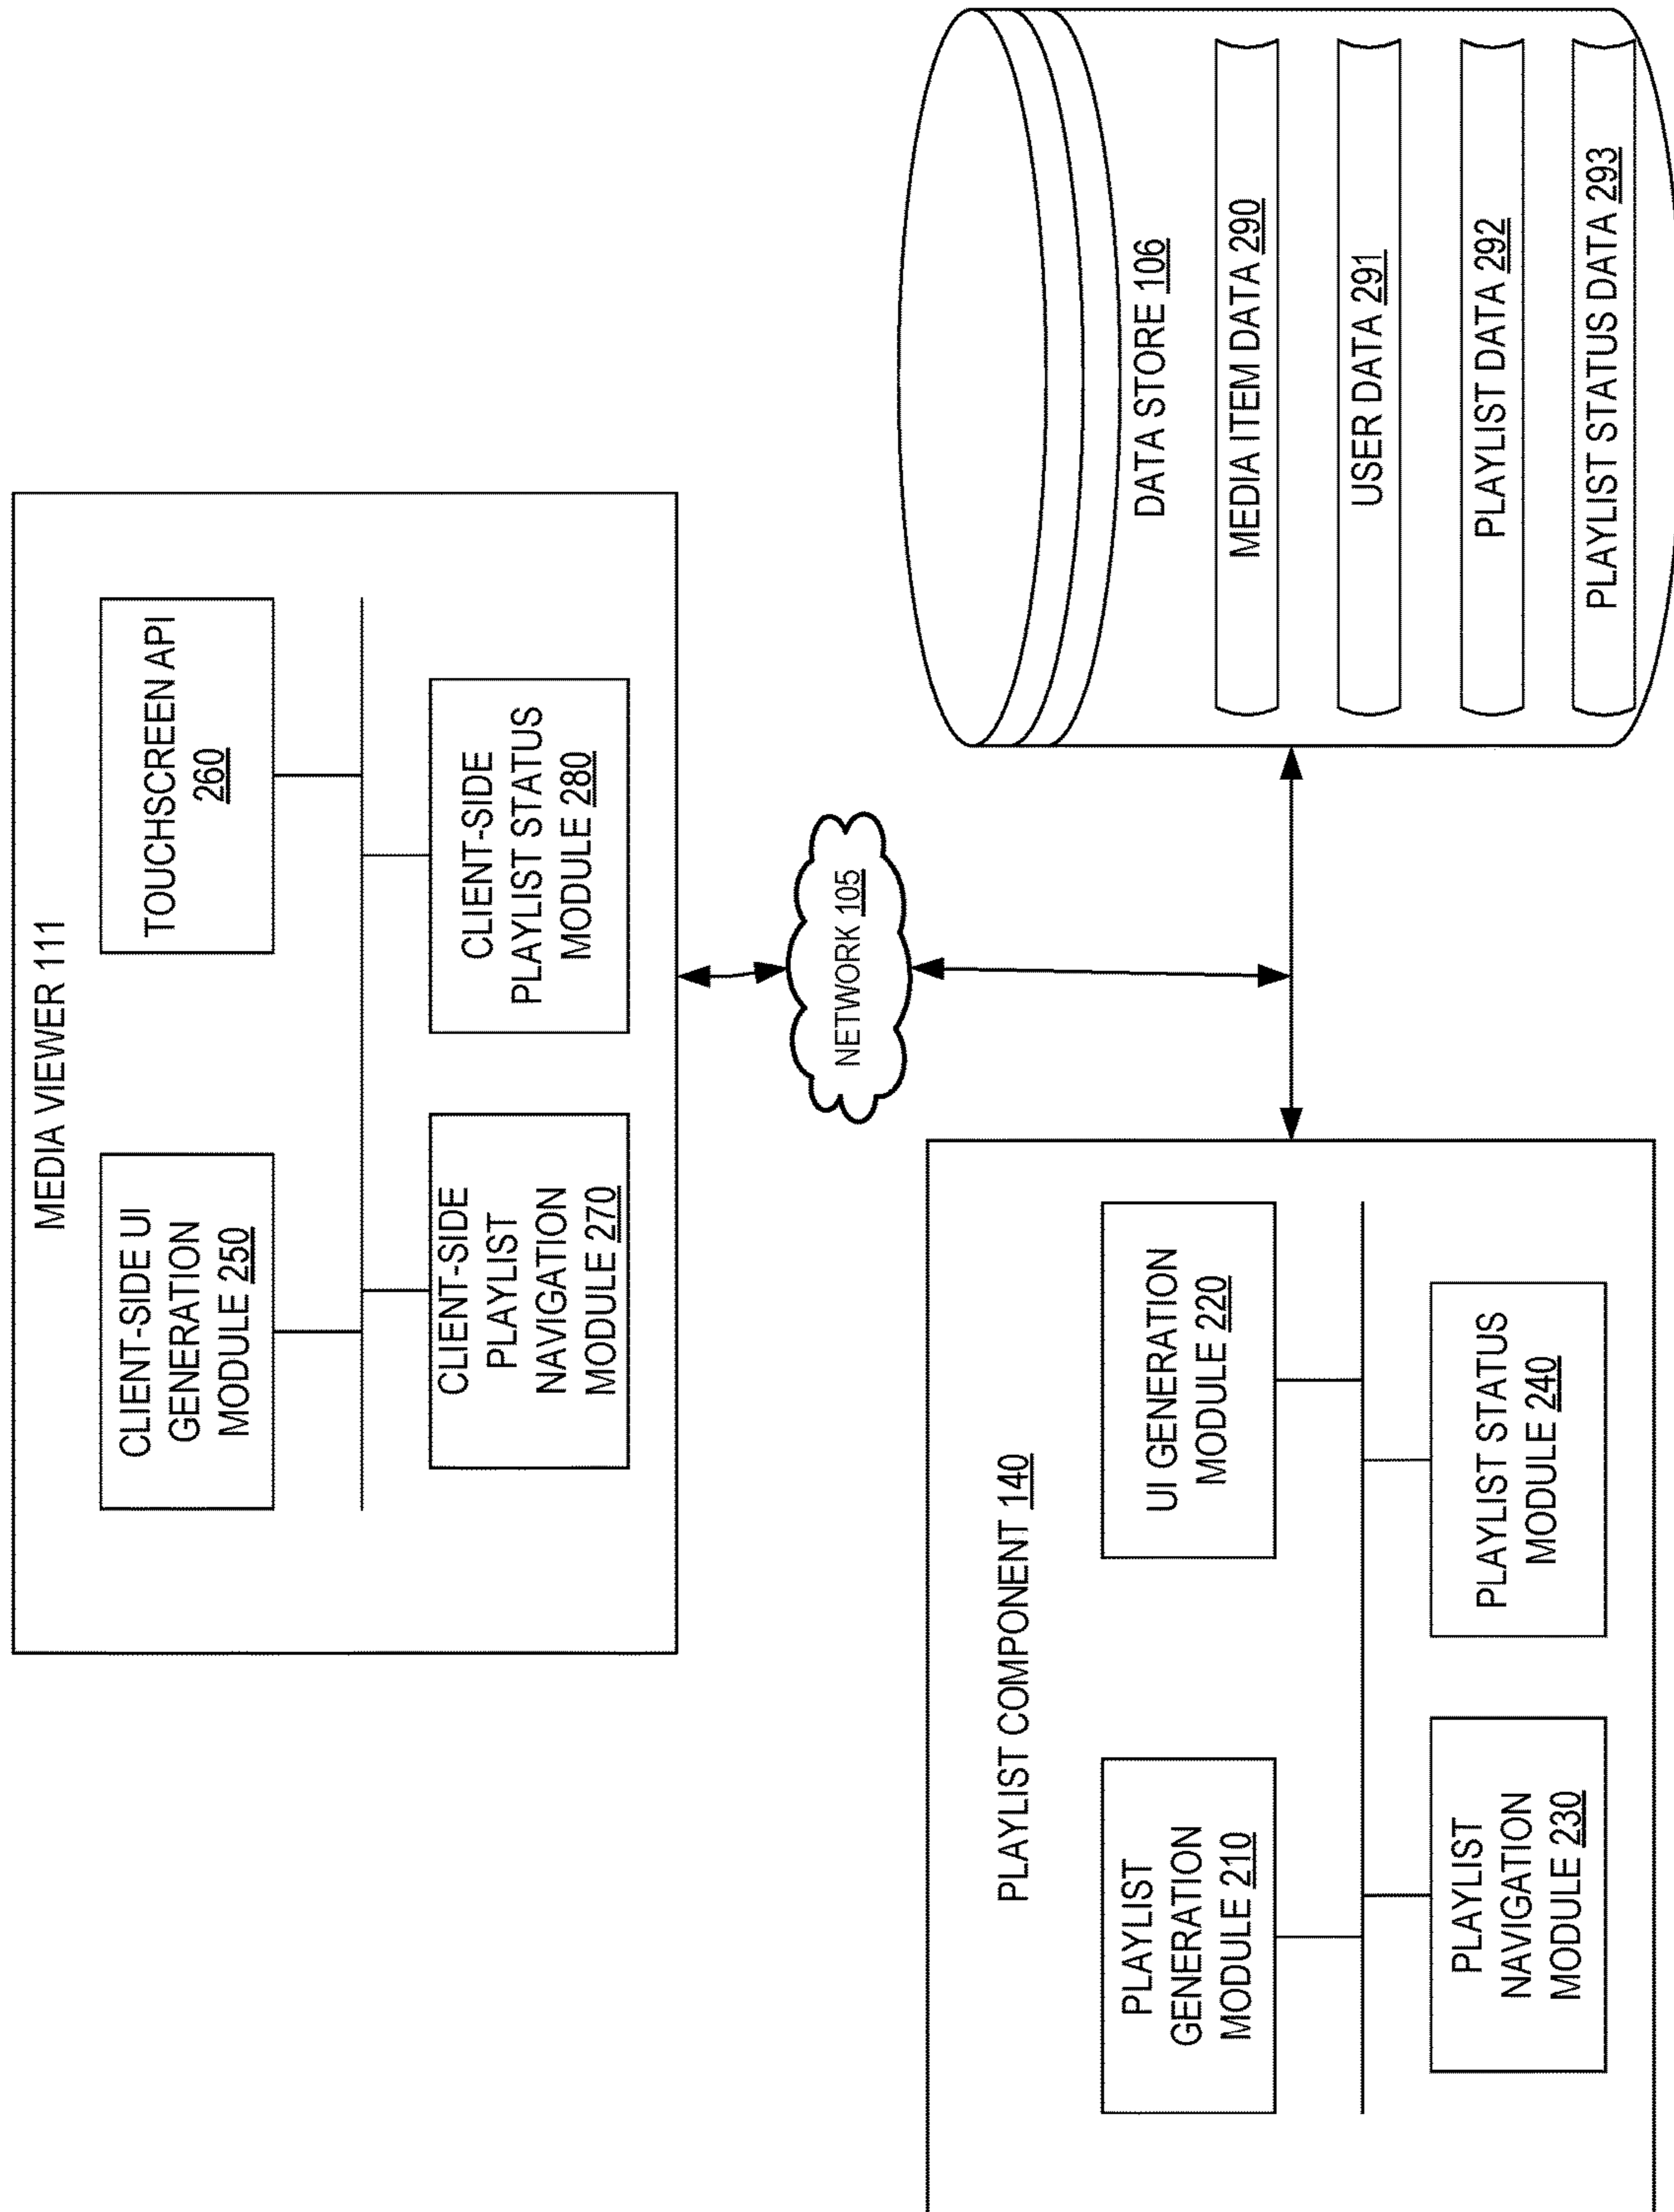 MEDIA VIEWER 111
CLIENT-SIDE UI
GENERATION
MODULE 250
TOUCHSCREEN API
260
CLIENT-SIDE
PLAYLIST
NAVIGATION
MODULE 270
CLIENT-SIDE
PLAYLIST STATUS
MODULE 280
NETWORK 105
PLAYLIST COMPONENT 140
PLAYLIST
GENERATION
MODULE 210
UI GENERATION
MODULE 220
PLAYLIST
NAVIGATION
MODULE 230
PLAYLIST STATUS
MODULE 240
DATA STORE 106
MEDIA ITEM DATA 290
USER DATA 291
PLAYLIST DATA 292
PLAYLIST STATUS DATA 293